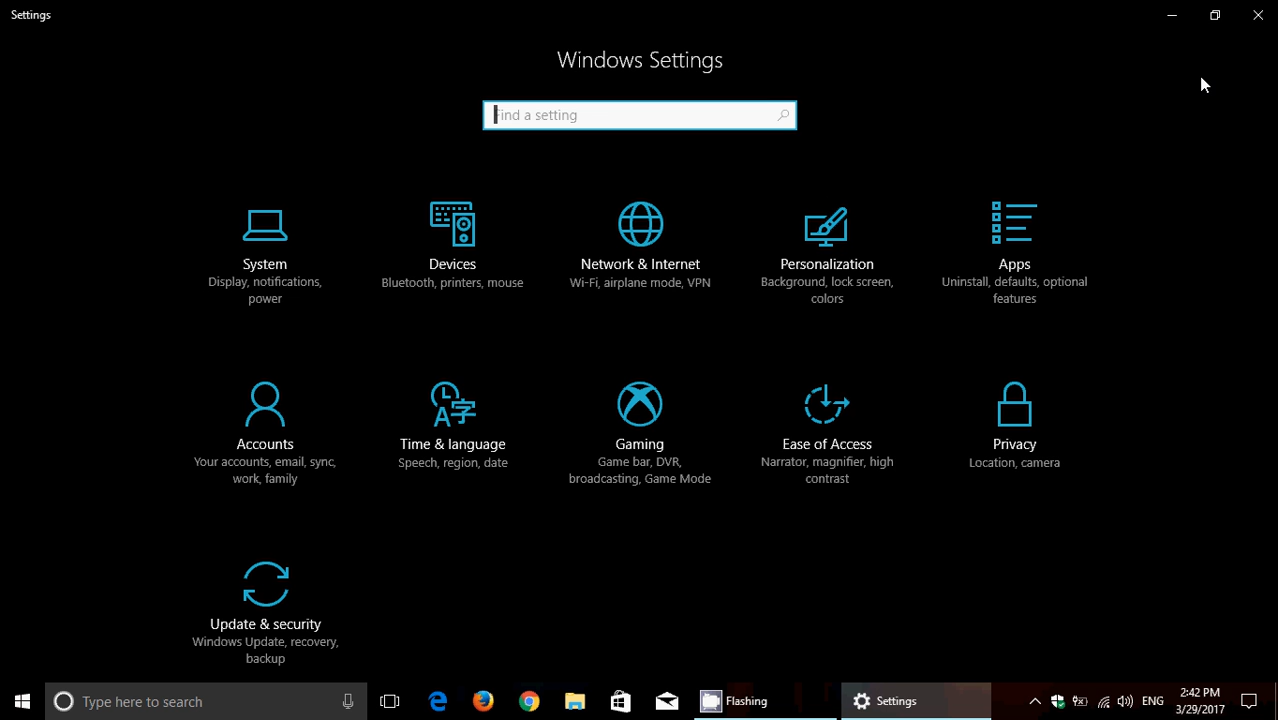 Settings
Windows Settings
Find a setting
System
Display, notifications,
power
Devices
Bluetooth, printers, mouse
Network & Internet
Wi-Fi, airplane mode, VPN
Personalization
Background, lock screen,
colors
Apps
Uninstall, defaults, optional
features
Accounts
Your accounts, email, sync,
work, family
Time & language
Speech, region, date
Gaming
Game bar, DVR,
broadcasting, Game Mode
Ease of Access
Narrator, magnifier, high
contrast
Privacy
Location, camera
Update & security
Windows Update, recovery,
backup
Type here to search
Flashing
Settings
ENG
2:42 PM
3/29/2017